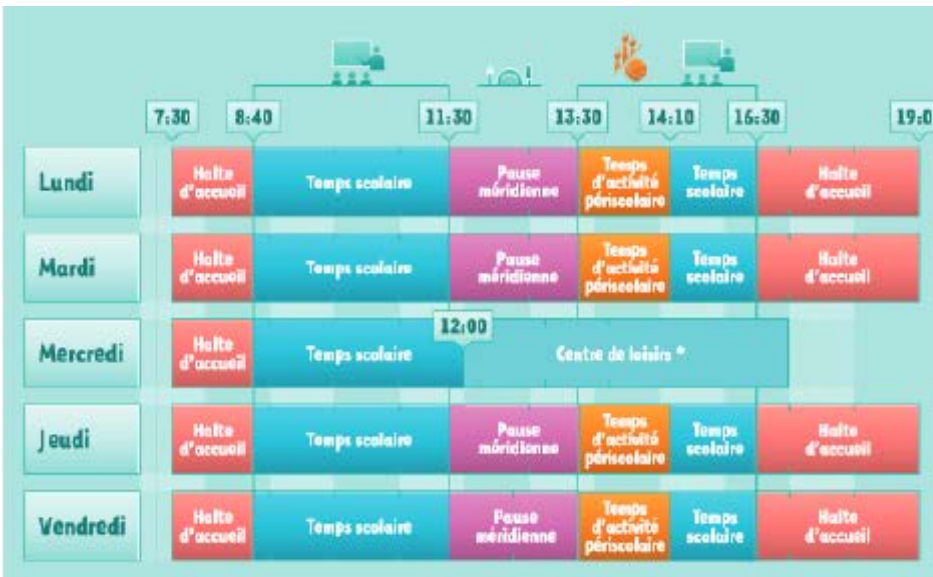 7:30 8:40 11:30 13:30 14:10 16:30 19:0
Lundi
Halte
d'accueil
Temps scolaire
Pause
méridienne
Temps
d'activité
périscolaire
Temps
scolaire
Halte
d'accueil
Mardi
Halte
d'accueil
Temps scolaire
Pause
méridienne
Temps
d'activité
périscolaire
Temps
scolaire
Halte
d'accueil
12:00
Mercredi
Halte
d'accueil
Temps scolaire
Centre de loisirs *
Jeudi
Halte
d'accueil
Temps scolaire
Pause
méridienne
Temps
d'activité
périscolaire
Temps
scolaire
Halte
d'accueil
Vendredi
Halte
d'accueil
Temps scolaire
Pause
méridienne
Temps
d'activité
périscolaire
Temps
scolaire
Halte
d'accueil